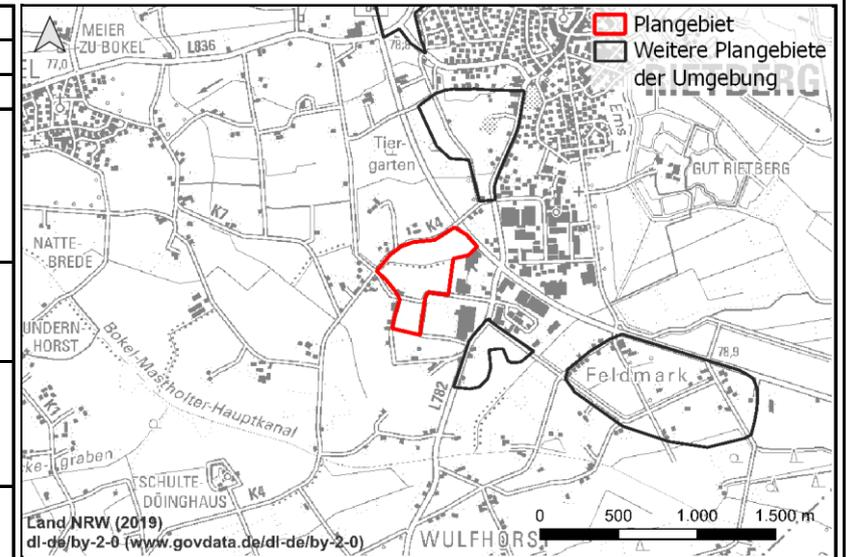 MEIER
-ZU-BOKEL
L836
77,0
EL
78,8
Plangebiet
Weitere Plangebiete
der Umgebung
RIETBERG
Ems
Tier-
garten
GUT RIETBERG
K7
K4
NATTE-
BREDE
UNDERN-
HORST
Bokel-Mastholter-Hauptkanal
78,9
Feldmark
L782
K1
ke-lgraben
SCHULTE-
DÖINGHAUS
K4
Land NRW (2019)
dl-de/by-2-0 (www.govdata.de/dl-de/by-2-0)
WULFHORST
0 500 1.000 1.500 m